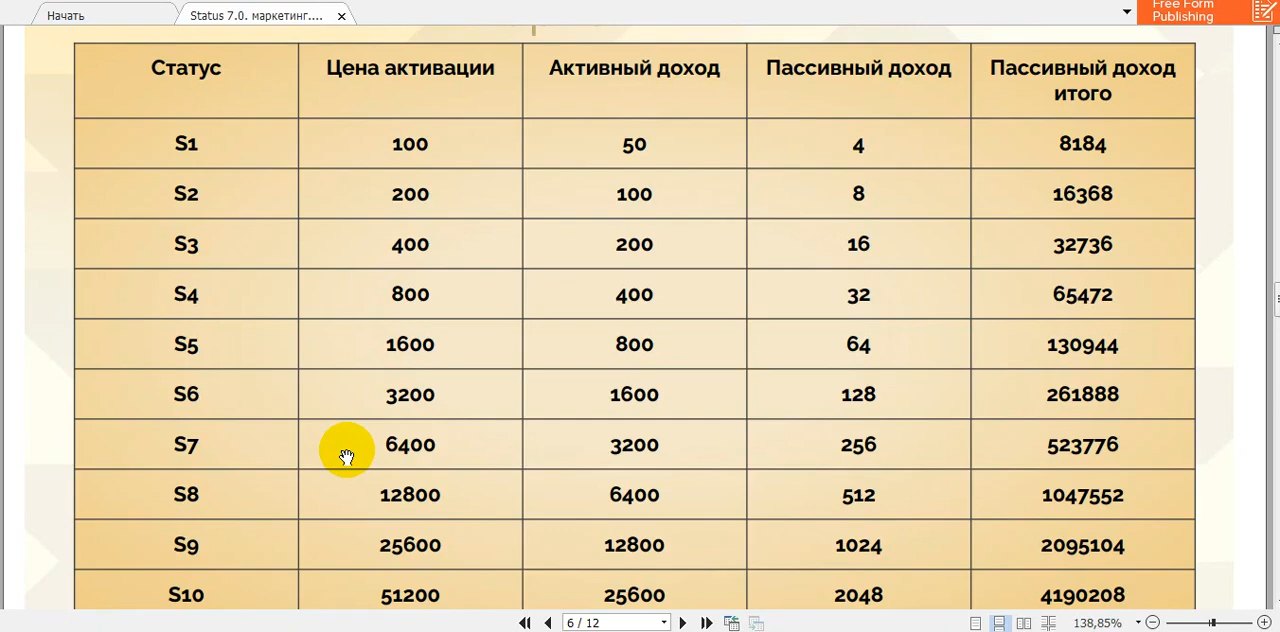 Начать
Status 7.0. маркетинг....
Free Form
Publishing
Статус Цена активации Активный доход Пассивный доход Пассивный доход итого
S1 100 50 4 8184
S2 200 100 8 16368
S3 400 200 16 32736
S4 800 400 32 65472
S5 1600 800 64 130944
S6 3200 1600 128 261888
S7 6400 3200 256 523776
S8 12800 6400 512 1047552
S9 25600 12800 1024 2095104
S10 51200 25600 2048 4190208
6 / 12
138,85%